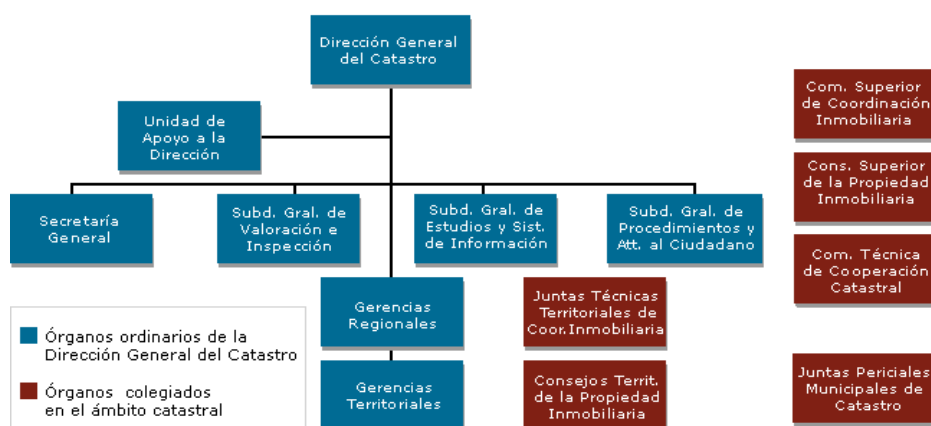 Dirección General
del Catastro
Com. Superior
de Coordinación
Inmobiliaria
Unidad de
Apoyo a la
Dirección
Cons. Superior
de la Propiedad
Inmobiliaria
Secretaría
General
Subd. Gral. de
Valoración e
Inspección
Subd. Gral. de
Estudios y Sist.
de Información
Subd. Gral. de
Procedimientos y
Att. al Ciudadano
Com. Técnica
de Cooperación
Catastral
Gerencias
Regionales
Juntas Técnicas
Territoriales de
Coor.Inmobiliaria
Órganos ordinarios de la
Dirección General del Catastro
Órganos colegiados
en el ámbito catastral
Gerencias
Territoriales
Consejos Territ.
de la Propiedad
Inmobiliaria
Juntas Periciales
Municipales de
Catastro